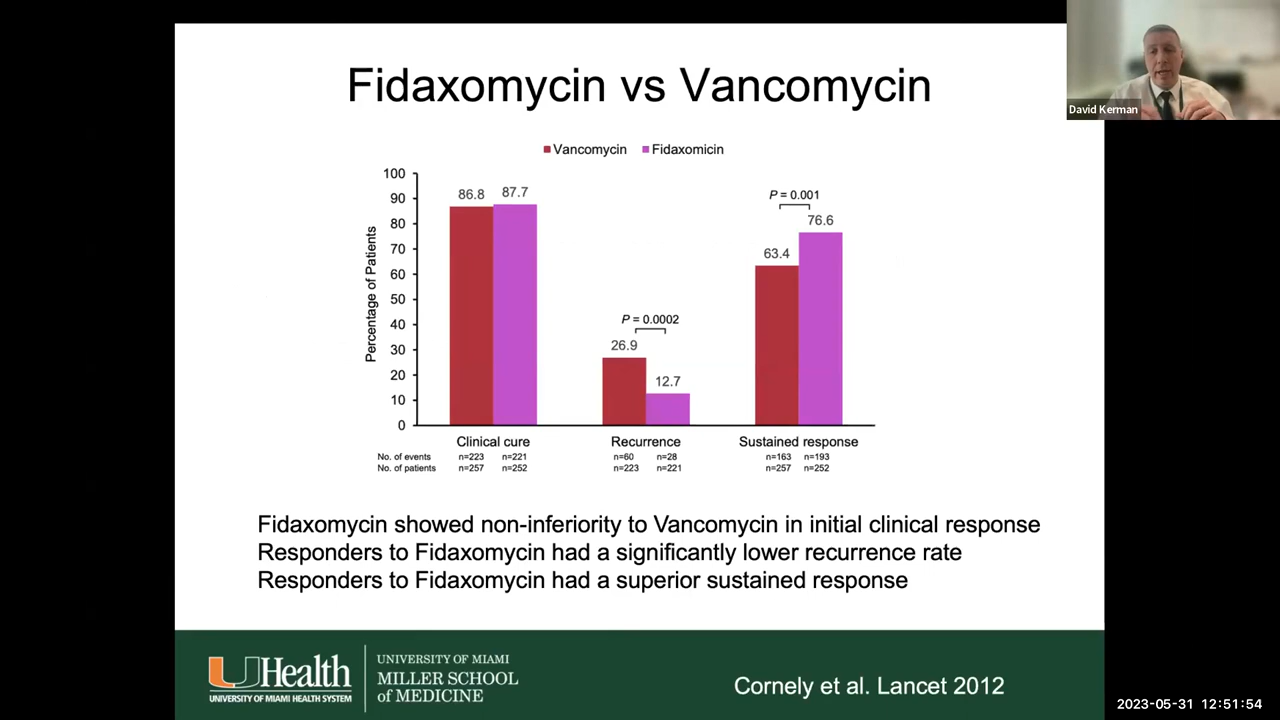 Fidaxomycin vs Vancomycin
David Kerman
Vancomycin Fidaxomicin
Percentage of Patients
100
90
80
70
60
50
40
30
20
10
0
86.8 87.7
P = 0.0002
26.9
12.7
P = 0.001
76.6
63.4
Clinical cure Recurrence Sustained response
No. of events n=223 n=221 n=60 n=28 n=163 n=193
No. of patients n=257 n=252 n=223 n=221 n=257 n=252
Fidaxomycin showed non-inferiority to Vancomycin in initial clinical response
Responders to Fidaxomycin had a significantly lower recurrence rate
Responders to Fidaxomycin had a superior sustained response
UHealth
UNIVERSITY OF MIAMI HEALTH SYSTEM
UNIVERSITY OF MIAMI
MILLER SCHOOL
of MEDICINE
Cornely et al. Lancet 2012
2023-05-31 12:51:54